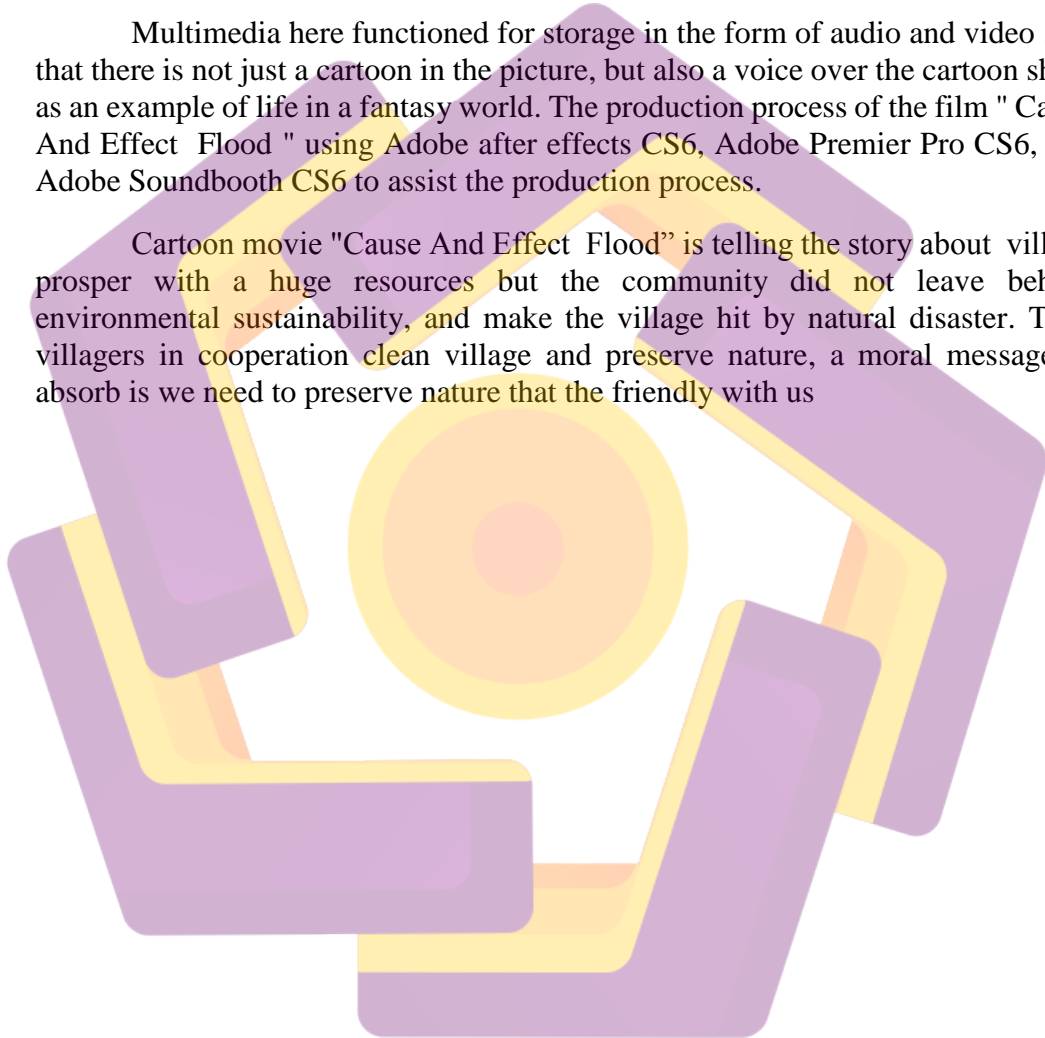 Multimedia here functioned for storage in the form of audio and video
that there is not just a cartoon in the picture, but also a voice over the cartoon sh
as an example of life in a fantasy world. The production process of the film " Ca
And Effect Flood " using Adobe after effects CS6, Adobe Premier Pro CS6,
Adobe Soundbooth CS6 to assist the production process.
Cartoon movie "Cause And Effect Flood” is telling the story about vill
prosper with a huge resources but the community did not leave beh
environmental sustainability, and make the village hit by natural disaster. T
villagers in cooperation clean village and preserve nature, a moral message
absorb is we need to preserve nature that the friendly with us